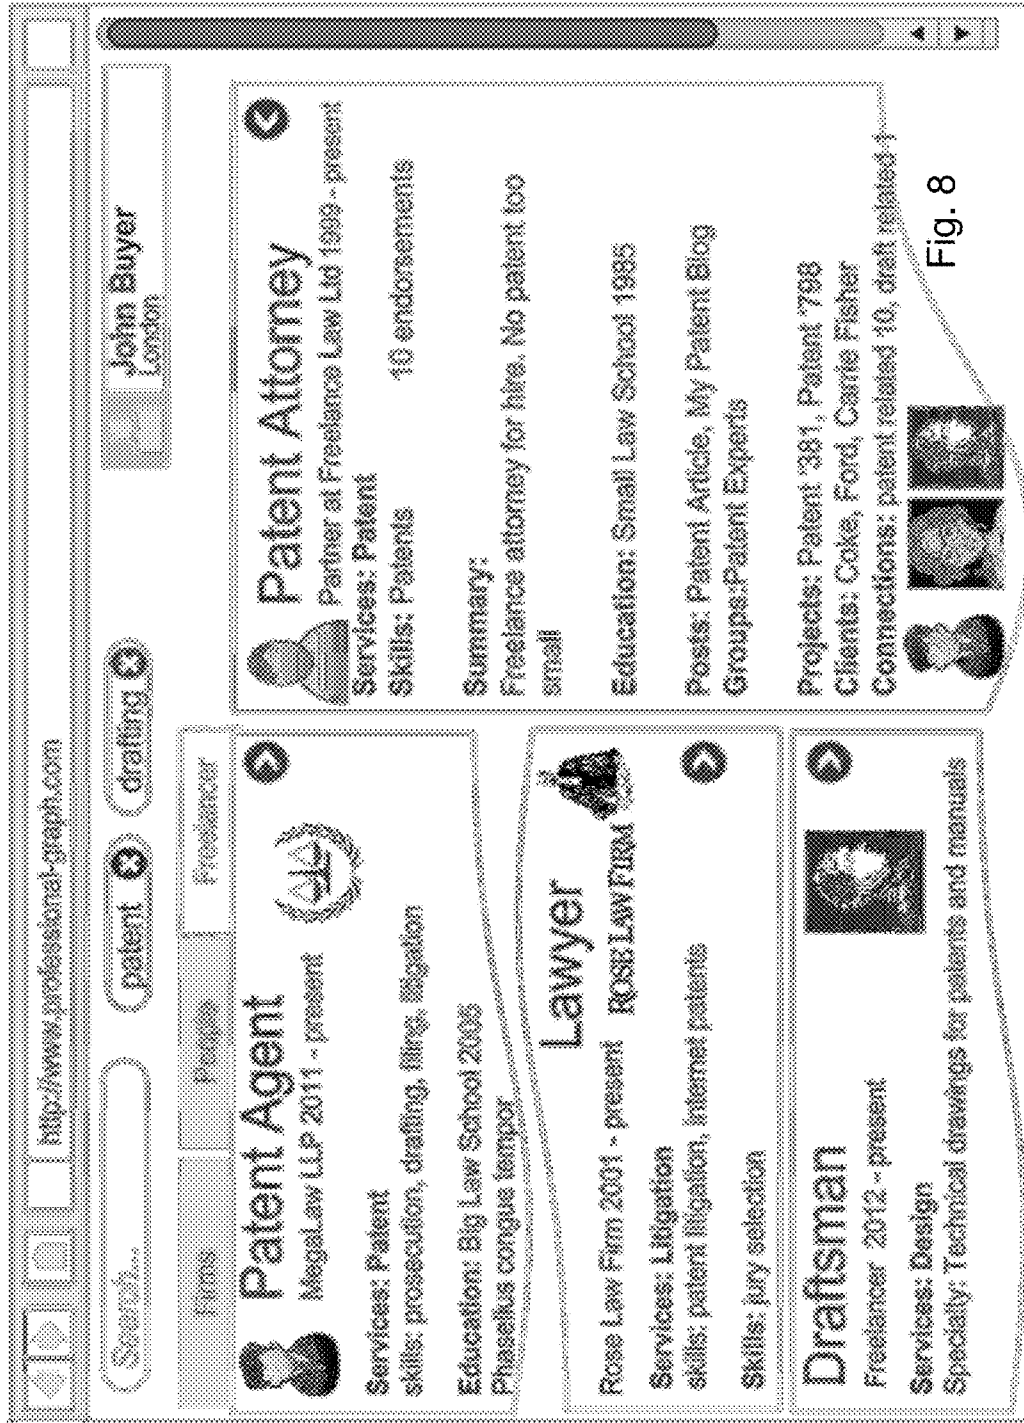 http://www.professional-graph.com
Search...
patent
drafting
John Buyer
London
Firms
People
Freelancer
Patent Agent
MegaLaw LLP 2011 - present
Services: Patent
skills: prosecution, drafting, filing, litigation
Education: Big Law School 2005
Phasellus congue tempor
Lawyer
Rose Law Firm 2001 - present
ROSE LAW FIRM
Services: Litigation
skills: patent litigation, internet patents
Skills: jury selection
Draftsman
Freelancer 2012 - present
Services: Design
Specialty: Technical drawings for patents and manuals
Patent Attorney
Partner at Freelance Law Ltd 1999 - present
Services: Patent
Skills: Patents 10 endorsements
Summary:
Freelance attorney for hire. No patent too
small
Education: Small Law School 1985
Posts: Patent Article, My Patent Blog
Groups:Patent Experts
Projects: Patent '381, Patent '798
Clients: Coke, Ford, Carrie Fisher
Connections: patent related 10, draft related 1
Fig. 8